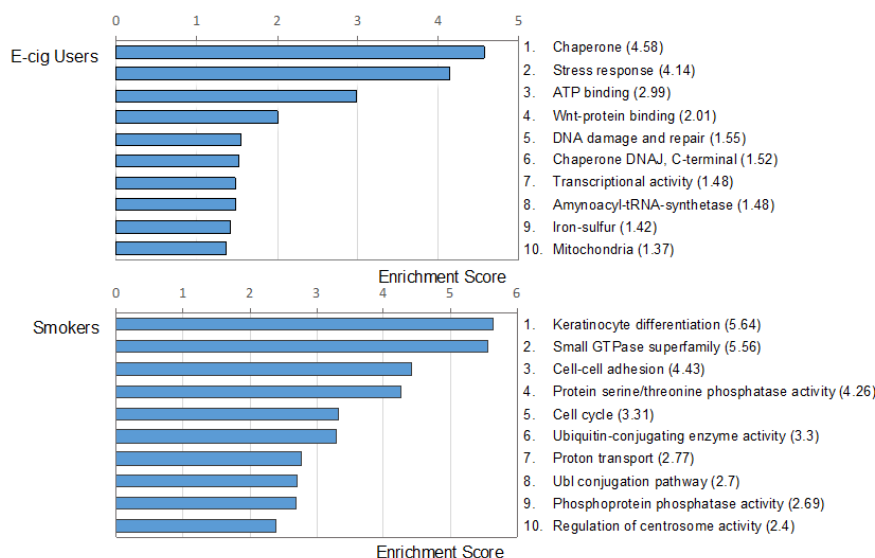 0 1 2 3 4 5
E-cig Users
1. Chaperone (4.58)
2. Stress response (4.14)
3. ATP binding (2.99)
4. Wnt-protein binding (2.01)
5. DNA damage and repair (1.55)
6. Chaperone DNAJ, C-terminal (1.52)
7. Transcriptional activity (1.48)
8. Amynoacyl-tRNA-synthetase (1.48)
9. Iron-sulfur (1.42)
10. Mitochondria (1.37)
Enrichment Score
0 1 2 3 4 5 6
Smokers
1. Keratinocyte differentiation (5.64)
2. Small GTPase superfamily (5.56)
3. Cell-cell adhesion (4.43)
4. Protein serine/threonine phosphatase activity (4.26)
5. Cell cycle (3.31)
6. Ubiquitin-conjugating enzyme activity (3.3)
7. Proton transport (2.77)
8. Ubl conjugation pathway (2.7)
9. Phosphoprotein phosphatase activity (2.69)
10. Regulation of centrosome activity (2.4)
Enrichment Score